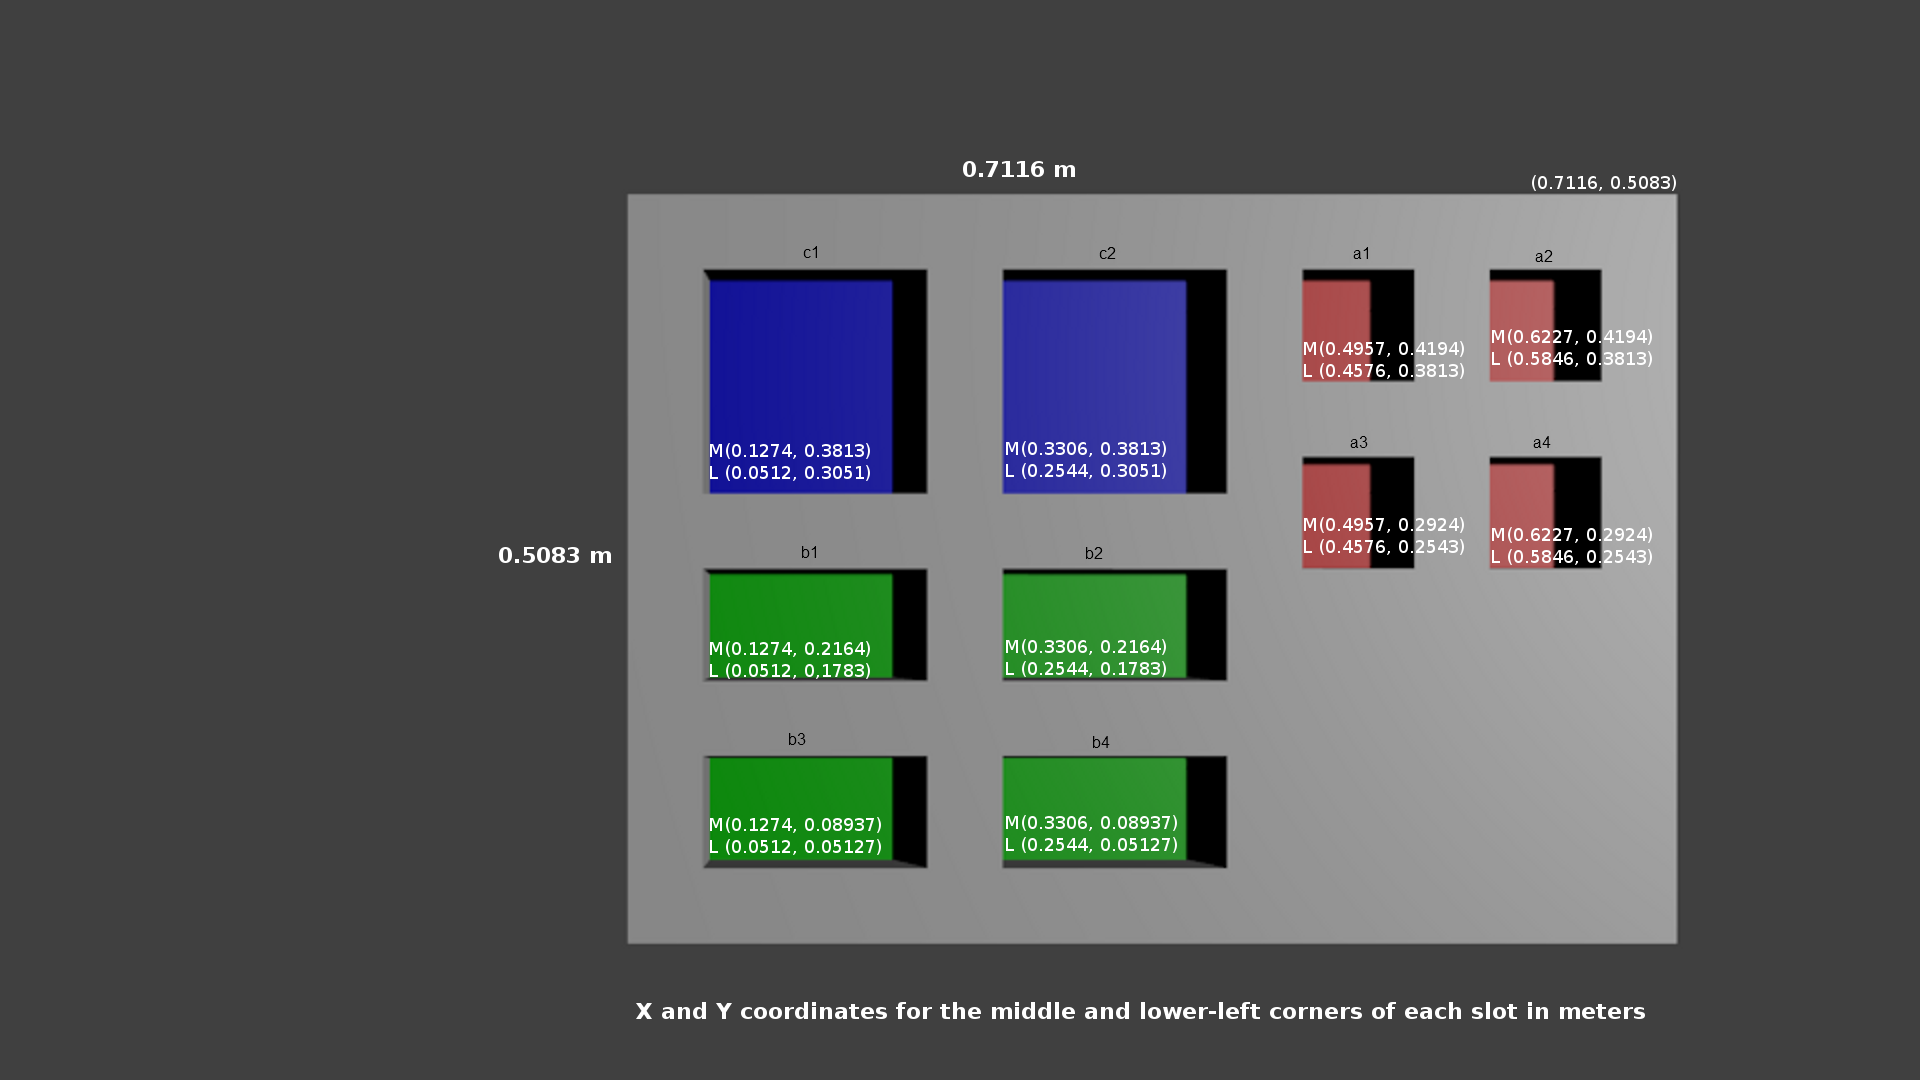 0.7116 m
(0.7116, 0.5083)
c1
c2
a1
a2
M(0.4957, 0.4194)
L (0.4576, 0.3813)
M(0.6227, 0.4194)
L (0.5846, 0.3813)
M(0.1274, 0.3813)
L (0.0512, 0.3051)
M(0.3306, 0.3813)
L (0.2544, 0.3051)
a3
a4
M(0.4957, 0.2924)
L (0.4576, 0.2543)
M(0.6227, 0.2924)
L (0.5846, 0.2543)
0.5083 m
b1
b2
M(0.1274, 0.2164)
L (0.0512, 0,1783)
M(0.3306, 0.2164)
L (0.2544, 0.1783)
b3
b4
M(0.1274, 0.08937)
L (0.0512, 0.05127)
M(0.3306, 0.08937)
L (0.2544, 0.05127)
X and Y coordinates for the middle and lower-left corners of each slot in meters